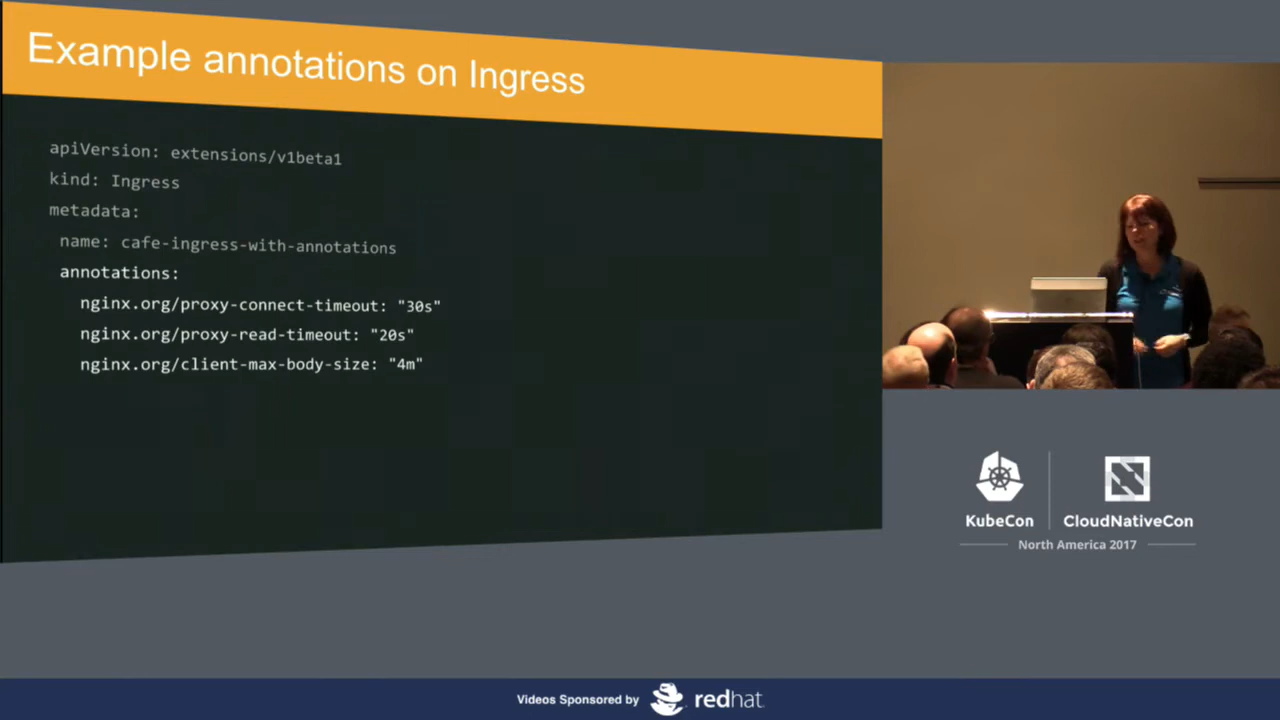 Example annotations on Ingress
apiVersion: extensions/v1beta1
kind: Ingress
metadata:
name: cafe-ingress-with-annotations
annotations:
nginx.org/proxy-connect-timeout: "30s"
nginx.org/proxy-read-timeout: "20s"
nginx.org/client-max-body-size: "4m"
KubeCon
CloudNativeCon
North America 2017
Videos Sponsored by
redhat